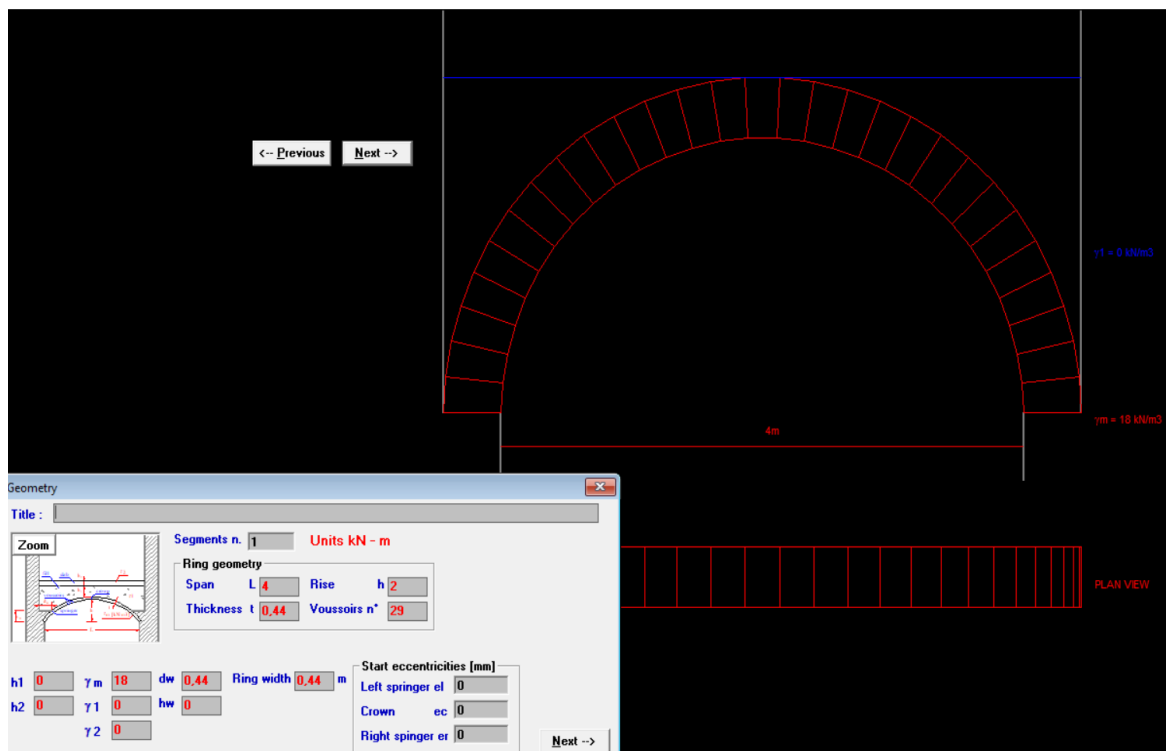 <-- Previous
Next -->
γ1 = 0 kN/m3
4m
γm = 18 kN/m3
PLAN VIEW
Geometry
Title :
Zoom
Segments n. 1 Units kN - m
Ring geometry
Span L 4 Rise h 2
Thickness t 0,44 Voussoirs n° 29
h1 0 γ m 18 dw 0,44 Ring width 0,44 m
h2 0 γ 1 0 hw 0
γ 2 0
Start eccentricities [mm]
Left springer el 0
Crown ec 0
Right spinger er 0
Next -->